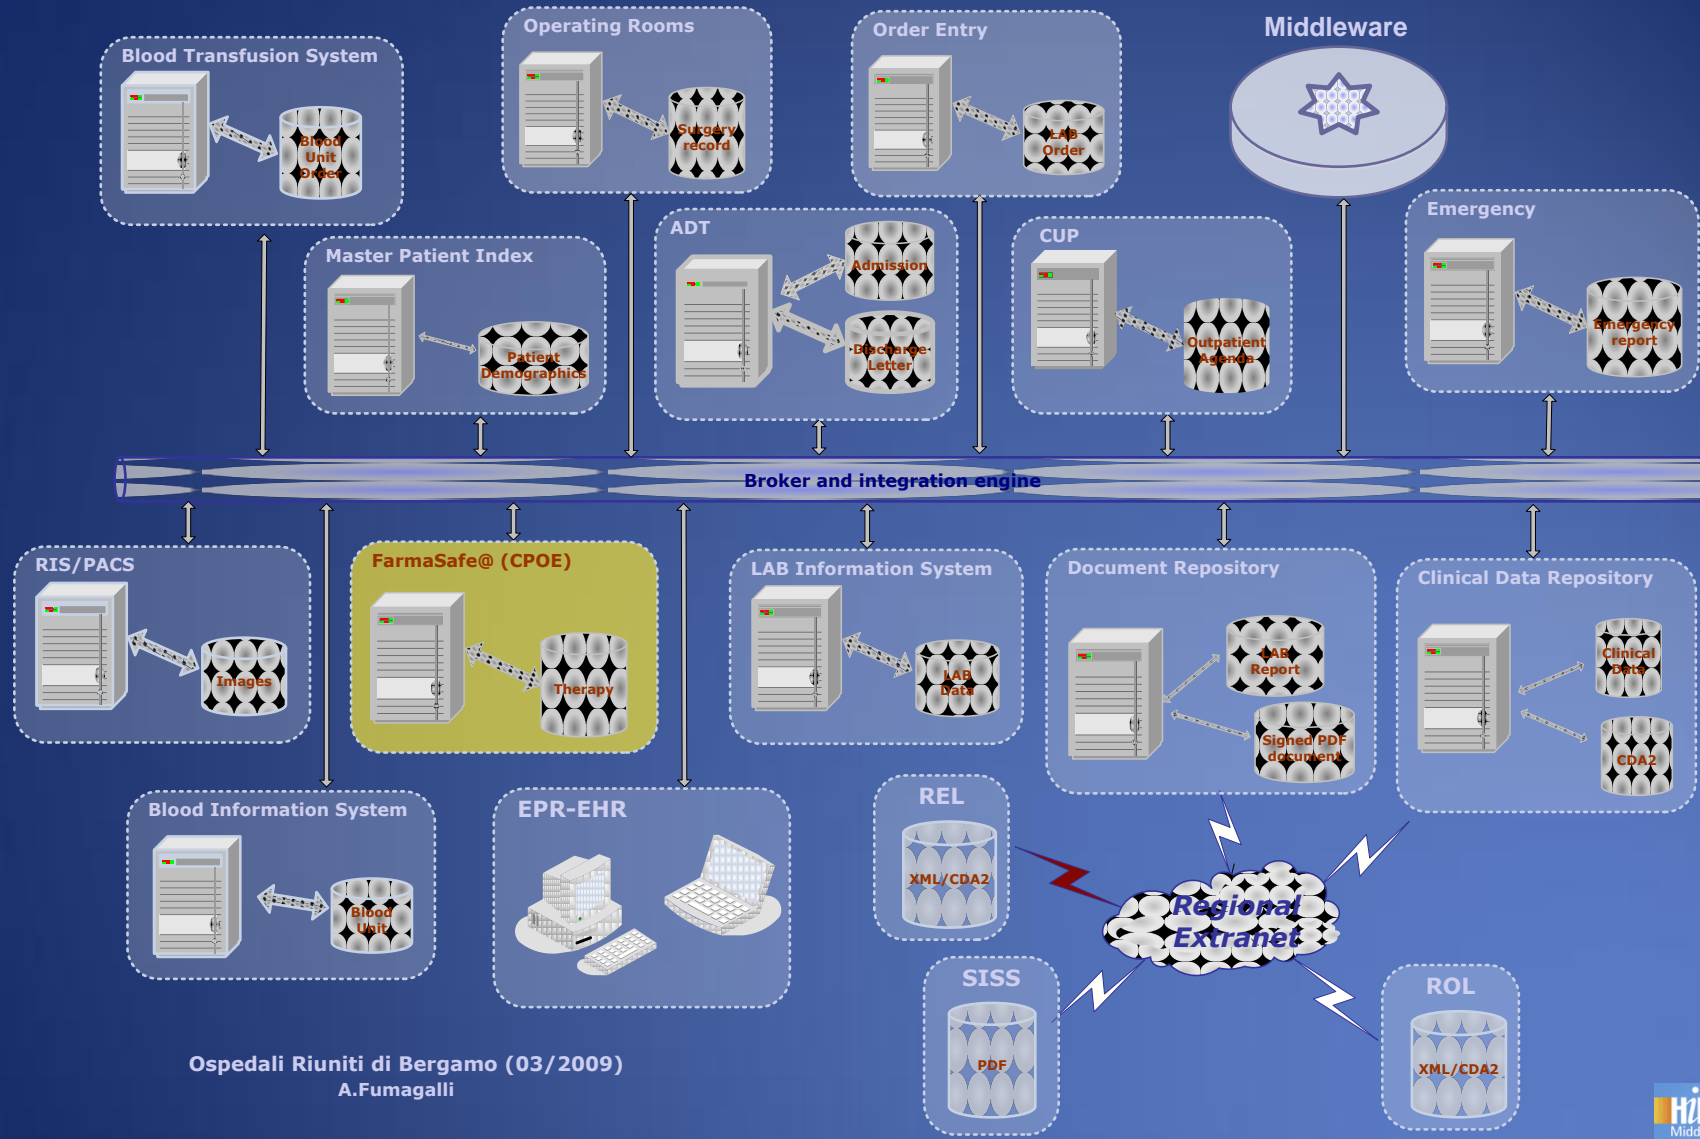 Blood Transfusion System
Blood
Unit
Order
Operating Rooms
Surgery
record
Order Entry
LAB
Order
Middleware
Master Patient Index
Patient
Demographics
ADT
Admission
Discharge
Letter
CUP
Outpatient
Agenda
Emergency
Emergency
report
Broker and integration engine
RIS/PACS
Images
FarmaSafe@ (CPOE)
Therapy
LAB Information System
LAB
Data
Document Repository
LAB
Report
Signed PDF
document
Clinical Data Repository
Clinical
Data
CDA2
Blood Information System
Blood
Unit
EPR-EHR
REL
XML/CDA2
Regional
Extranet
SISS
PDF
ROL
XML/CDA2
Ospedali Riuniti di Bergamo (03/2009)
A.Fumagalli